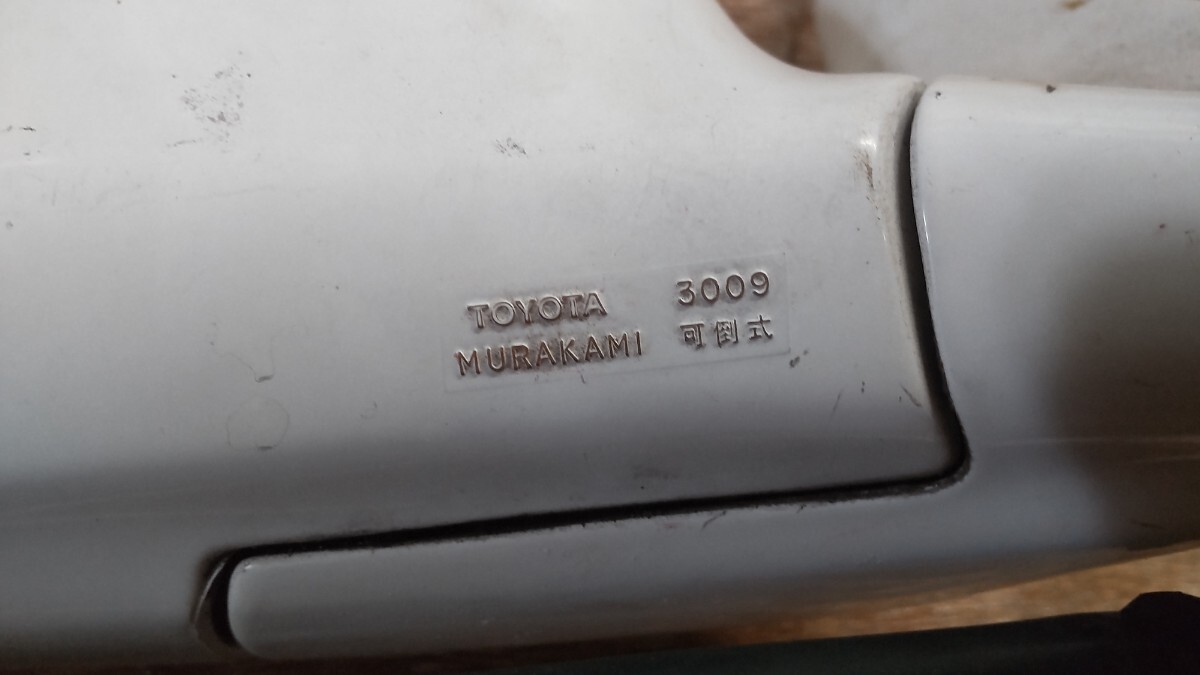 TOYOTA 3009
MURAKAMI 可倒式